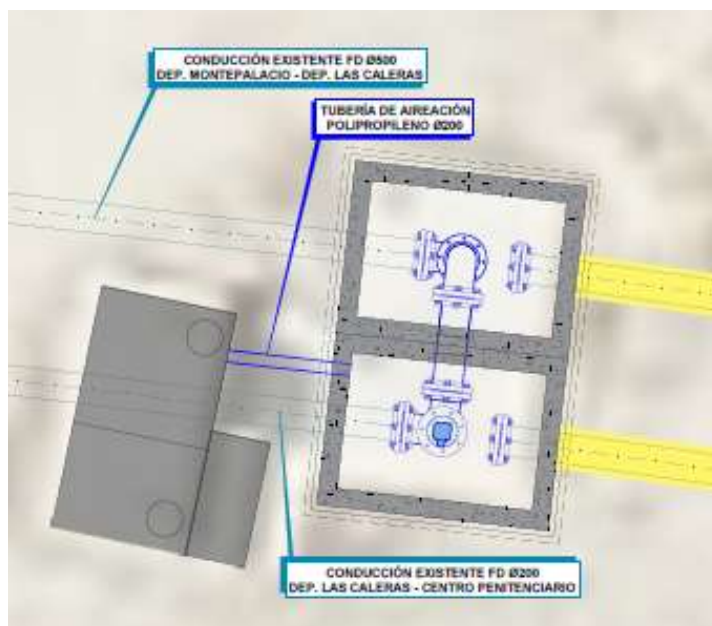 CONDUCCIÓN EXISTENTE FD Ø500
DEP. MONTEPALACIO - DEP. LAS CALERAS
TUBERÍA DE AIREACIÓN
POLIPROPILENO Ø200
CONDUCCIÓN EXISTENTE FD Ø200
DEP. LAS CALERAS - CENTRO PENITENCIARIO